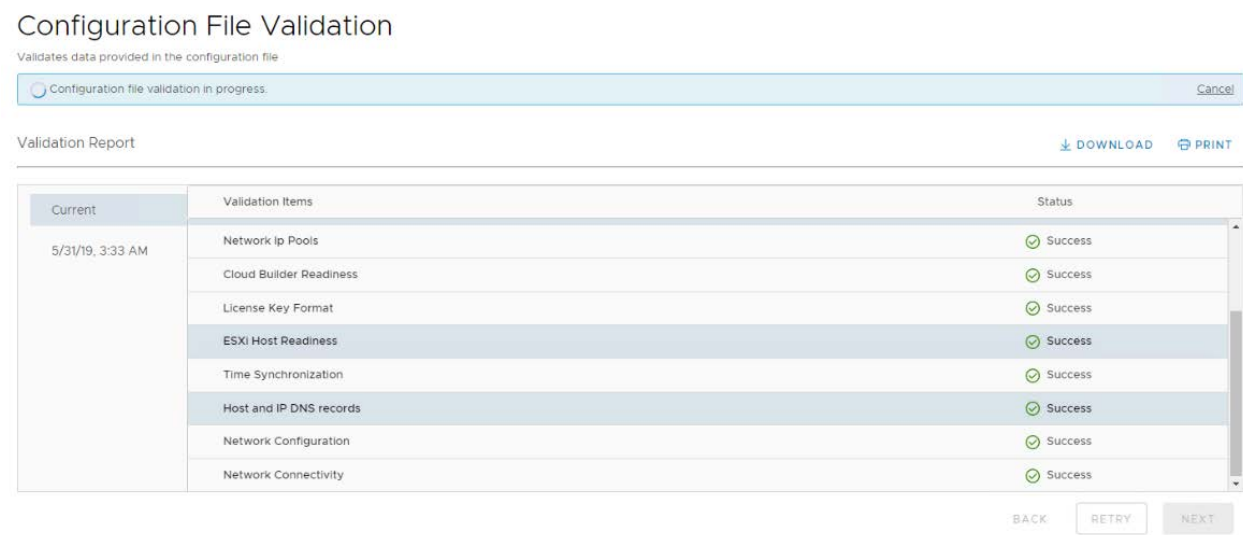 Configuration File Validation
Validates data provided in the configuration file
Configuration file validation in progress. Cancel
Validation Report DOWNLOAD PRINT
Current Validation Items Status
5/31/19, 3:33 AM Network Ip Pools Success
Cloud Builder Readiness Success
License Key Format Success
ESXi Host Readiness Success
Time Synchronization Success
Host and IP DNS records Success
Network Configuration Success
Network Connectivity Success
BACK RETRY NEXT